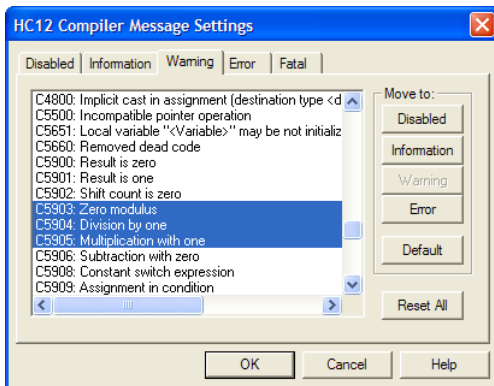 HC12 Compiler Message Settings
Disabled Information Warning Error Fatal
C4800: Implicit cast in assignment (destination type <d
C5500: Incompatible pointer operation
C5651: Local variable "<Variable>" may be not initializ
C5660: Removed dead code
C5900: Result is zero
C5901: Result is one
C5902: Shift count is zero
C5903: Zero modulus
C5904: Division by one
C5905: Multiplication with one
C5906: Subtraction with zero
C5908: Constant switch expression
C5909: Assignment in condition
Move to:
Disabled
Information
Warning
Error
Default
Reset All
OK Cancel Help